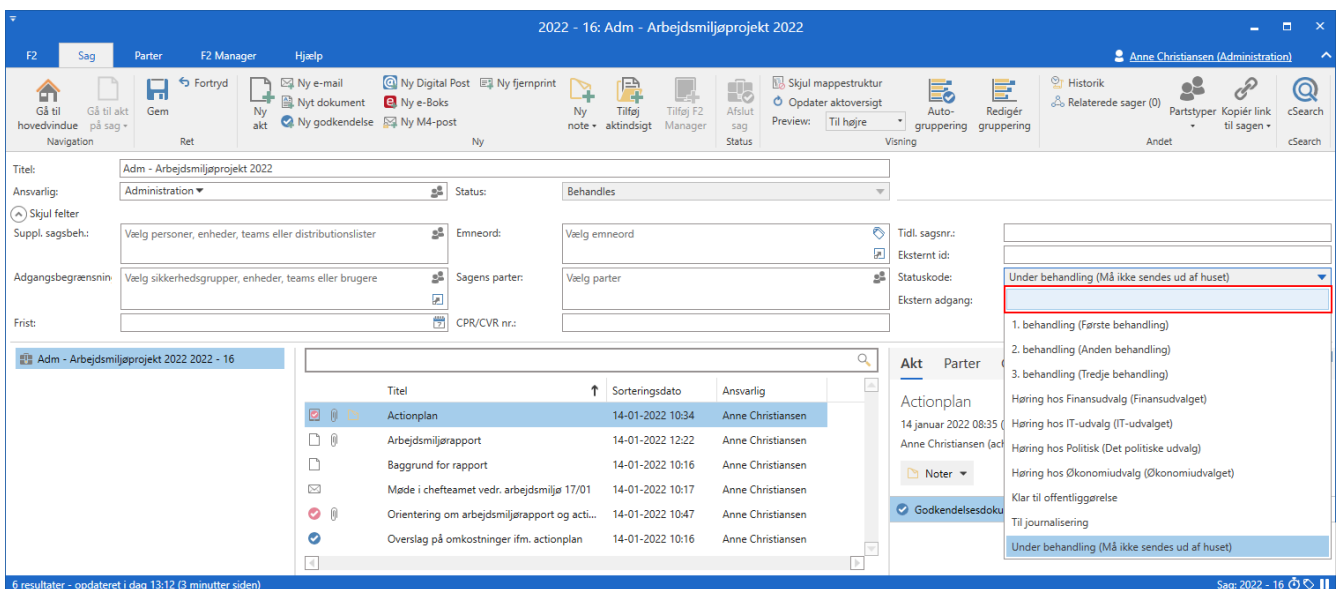 2022 - 16: Adm - Arbejdsmiljøprojekt 2022
F2 Sag Parter F2 Manager Hjælp Anne Christiansen (Administration)
Gå til hovedvindue
Gå til akt på sag
Navigation
Gem
Fortryd
Ret
Ny akt
Ny e-mail
Nyt dokument
Ny godkendelse
Ny Digital Post
Ny e-Boks
Ny M4-post
Ny fjernprint
Ny note
Tilføj aktindsigt
Tilføj F2 Manager
Ny
Afslut sag
Status
Skjul mappestruktur
Opdater aktoversigt
Preview: Til højre
Auto-gruppering
Redigér gruppering
Visning
Historik
Relaterede sager (0)
Partstyper
Kopiér link til sagen
Andet
cSearch
cSearch
Titel: Adm - Arbejdsmiljøprojekt 2022
Ansvarlig: Administration Status: Behandles
Skjul felter
Suppl. sagsbeh.: Vælg personer, enheder, teams eller distributionslister Emneord: Vælg emneord Tidl. sagsnr.:
Eksternt id:
Adgangsbegrænsnin Vælg sikkerhedsgrupper, enheder, teams eller brugere Sagens parter: Vælg parter Statuskode: Under behandling (Må ikke sendes ud af huset)
Ekstern adgang:
Frist: CPR/CVR nr.:
1. behandling (Første behandling)
2. behandling (Anden behandling)
3. behandling (Tredje behandling)
Høring hos Finansudvalg (Finansudvalget)
Høring hos IT-udvalg (IT-udvalget)
Høring hos Politisk (Det politiske udvalg)
Høring hos Økonomiudvalg (Økonomiudvalget)
Klar til offentliggørelse
Til journalisering
Under behandling (Må ikke sendes ud af huset)
Adm - Arbejdsmiljøprojekt 2022 2022 - 16
Titel Sorteringsdato Ansvarlig
Actionplan 14-01-2022 10:34 Anne Christiansen
Arbejdsmiljørapport 14-01-2022 12:22 Anne Christiansen
Baggrund for rapport 14-01-2022 10:16 Anne Christiansen
Møde i chefteamet vedr. arbejdsmiljø 17/01 14-01-2022 10:17 Anne Christiansen
Orientering om arbejdsmiljørapport og acti... 14-01-2022 10:47 Anne Christiansen
Overslag på omkostninger ifm. actionplan 14-01-2022 10:16 Anne Christiansen
Akt Parter
Actionplan
14 januar 2022 08:35
Anne Christiansen
Noter
Godkendelsesdoku
6 resultater - opdateret i dag 13:12 (3 minutter siden) Sag: 2022 - 16